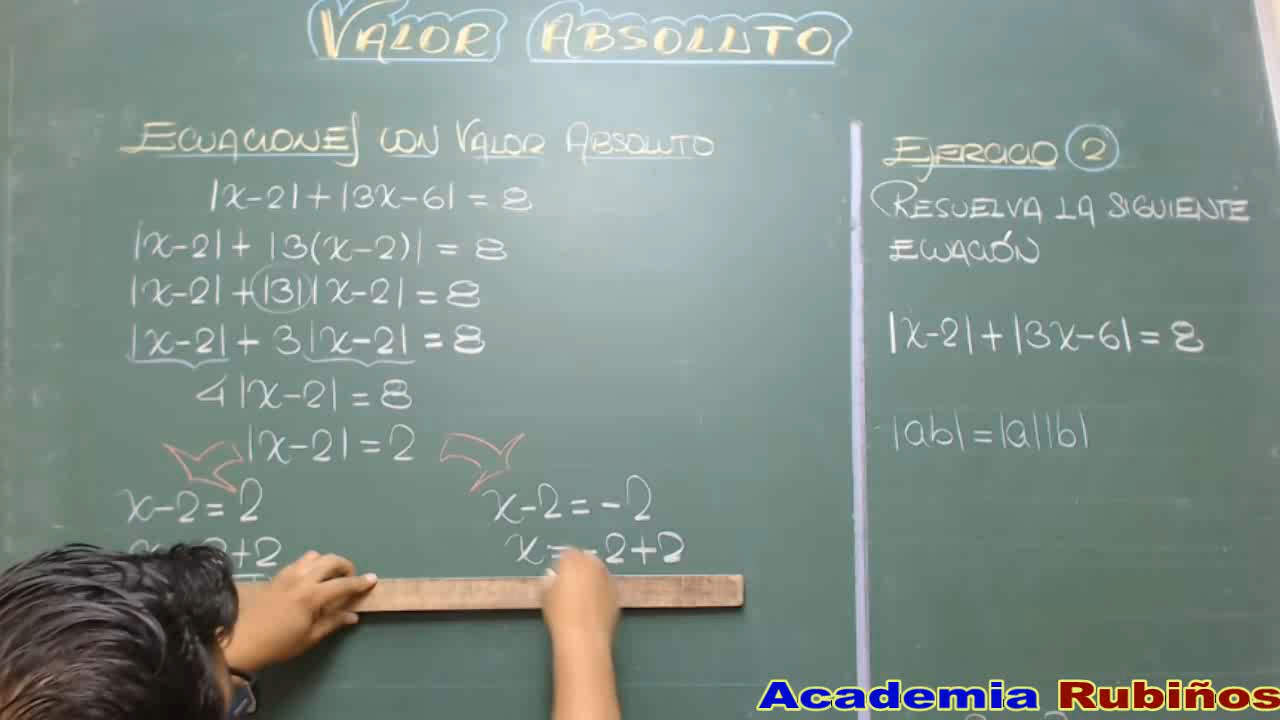 VALOR ABSOLUTO
ECUACIONES CON VALOR ABSOLUTO
|x-2|+|3x-6|=8
|x-2|+|3(x-2)|=8
|x-2|+|3||x-2|=8
|x-2|+3|x-2|=8
4|x-2|=8
|x-2|=2
x-2=2
x-2=-2
2+2
x=-2+2
EJERCICIO 2
RESUELVA LA SIGUIENTE
ECUACIÓN
|x-2|+|3x-6|=8
|ab|=|a||b|
Academia Rubiños